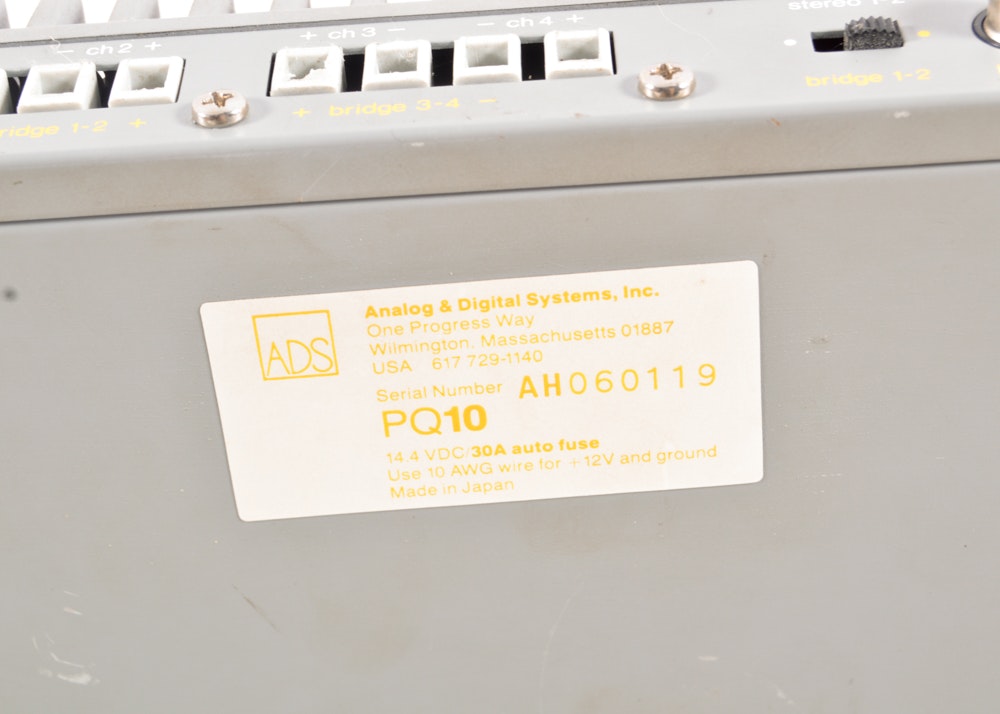 stereo 1-2
- ch 2 +
+ ch 3 -
- ch 4 +
bridge 1-2 +
+ bridge 3-4 -
bridge 1-2
ADS
Analog & Digital Systems, Inc.
One Progress Way
Wilmington, Massachusetts 01887
USA 617 729-1140
Serial Number AH060119
PQ10
14.4 VDC/30A auto fuse
Use 10 AWG wire for +12V and ground
Made in Japan